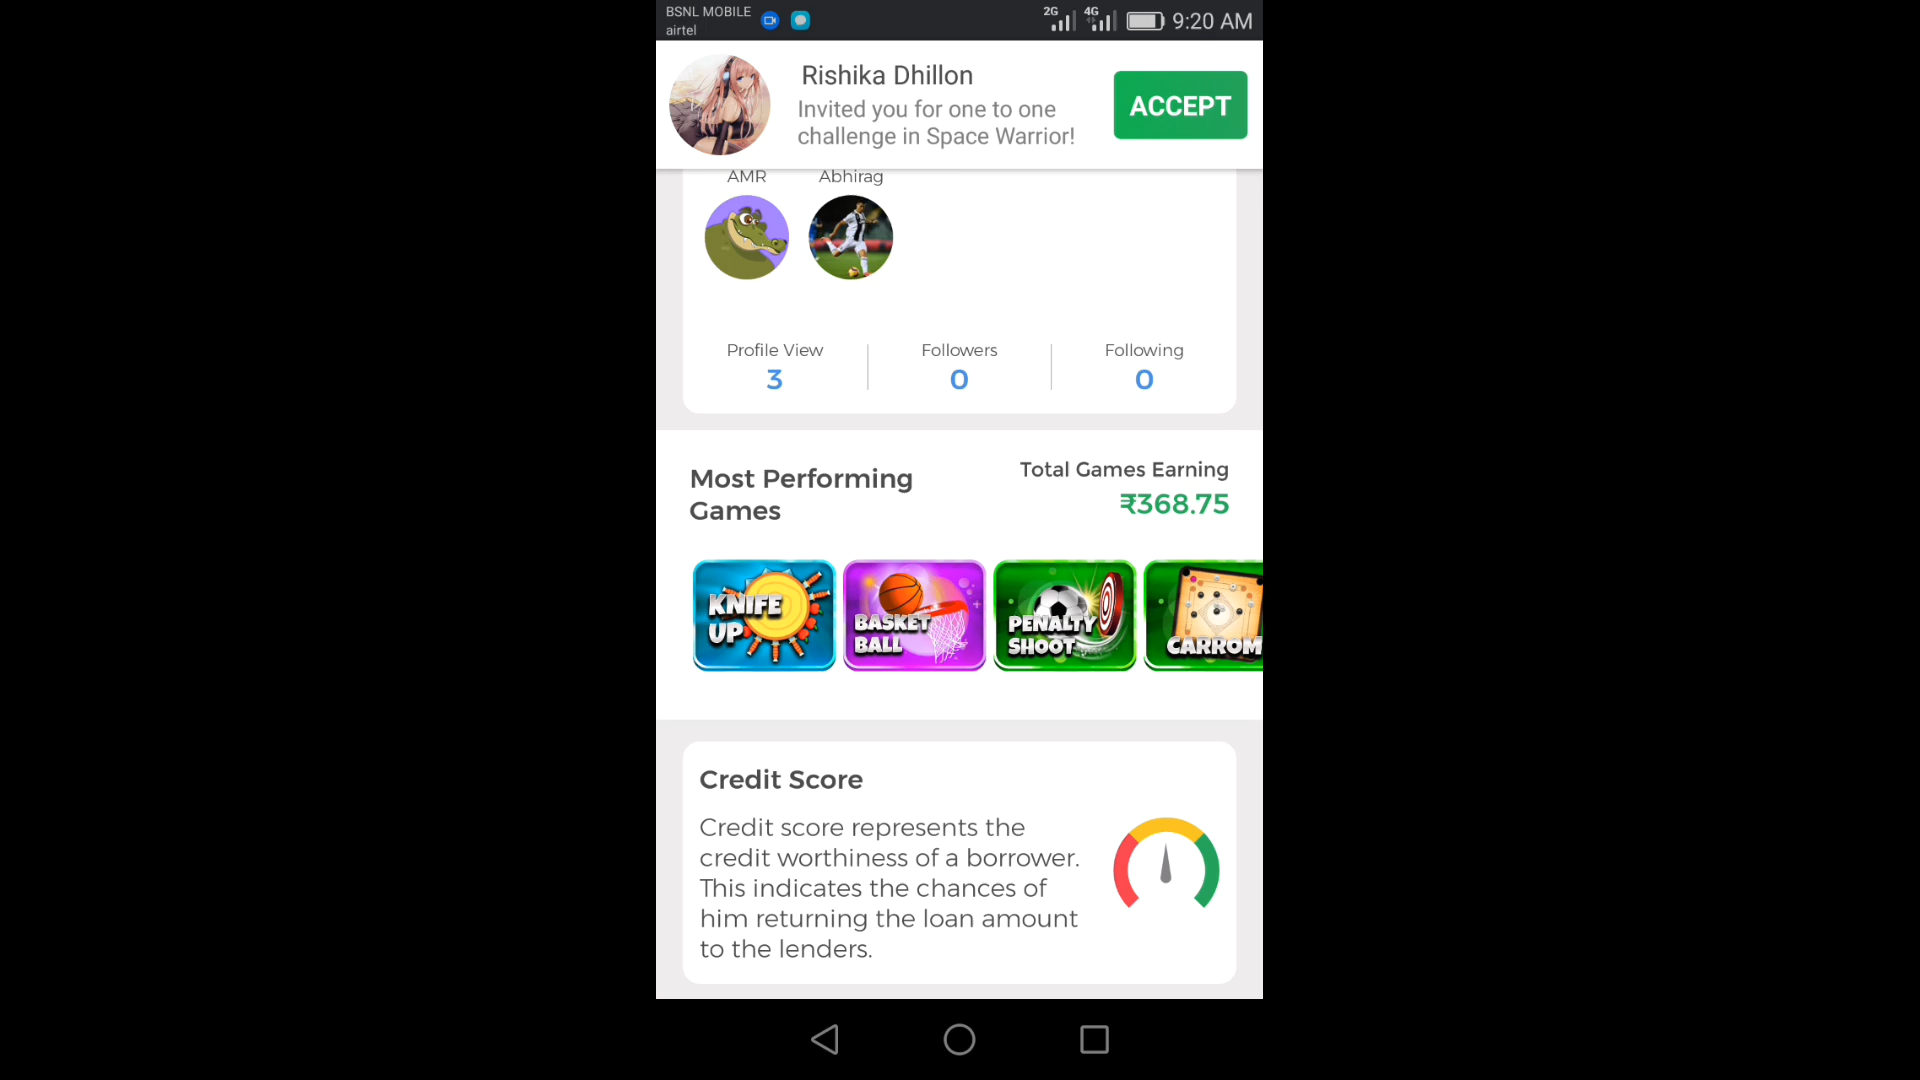 BSNL MOBILE
airtel
2G
4G
9:20 AM
Rishika Dhillon
Invited you for one to one
challenge in Space Warrior!
ACCEPT
AMR
Abhirag
Profile View
3
Followers
0
Following
0
Most Performing
Games
Total Games Earning
₹368.75
KNIFE
UP
BASKET
BALL
PENALTY
SHOOT
CARROM
Credit Score
Credit score represents the
credit worthiness of a borrower.
This indicates the chances of
him returning the loan amount
to the lenders.